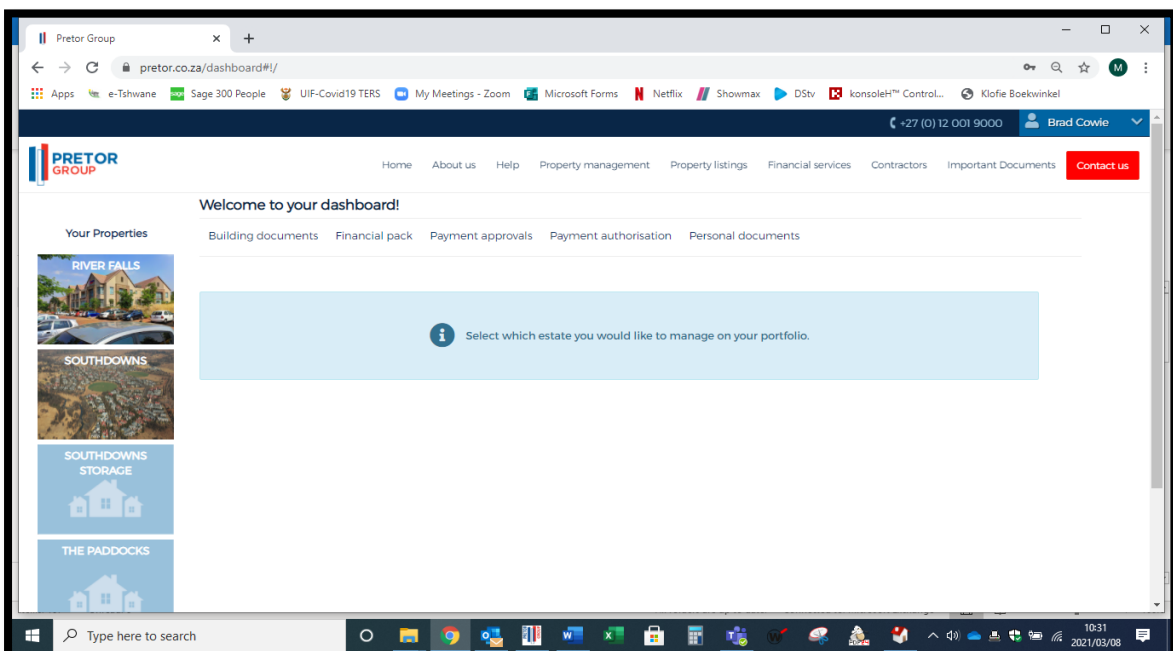 Pretor Group
pretor.co.za/dashboard#!/
M
Apps e-Tshwane Sage 300 People UIF-Covid19 TERS My Meetings - Zoom Microsoft Forms Netflix Showmax DStv konsoleH™ Control... Klofie Boekwinkel
+27 (0) 12 001 9000 Brad Cowie
PRETOR
GROUP
Home About us Help Property management Property listings Financial services Contractors Important Documents Contact us
Welcome to your dashboard!
Your Properties
Building documents Financial pack Payment approvals Payment authorisation Personal documents
RIVER FALLS
Select which estate you would like to manage on your portfolio.
SOUTHDOWNS
SOUTHDOWNS
STORAGE
THE PADDOCKS
Type here to search
10:31
2021/03/08